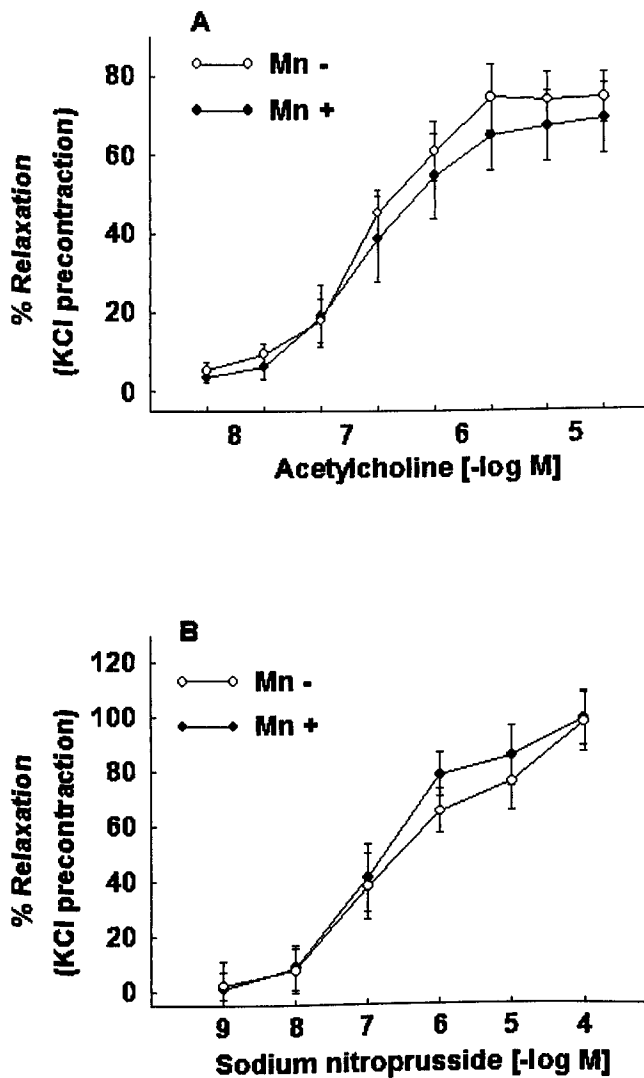 A
Mn -
Mn +
80
60
40
20
0
% Relaxation
(KCl precontraction)
8 7 6 5
Acetylcholine [-log M]
B
Mn -
Mn +
120
100
80
60
40
20
0
% Relaxation
(KCl precontraction)
9 8 7 6 5 4
Sodium nitroprusside [-log M]